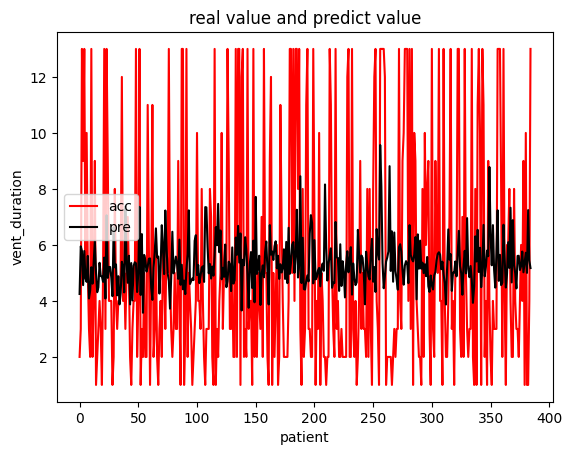 real value and predict value
12
10
8
6
4
2
vent_duration
acc
pre
0 50 100 150 200 250 300 350 400
patient